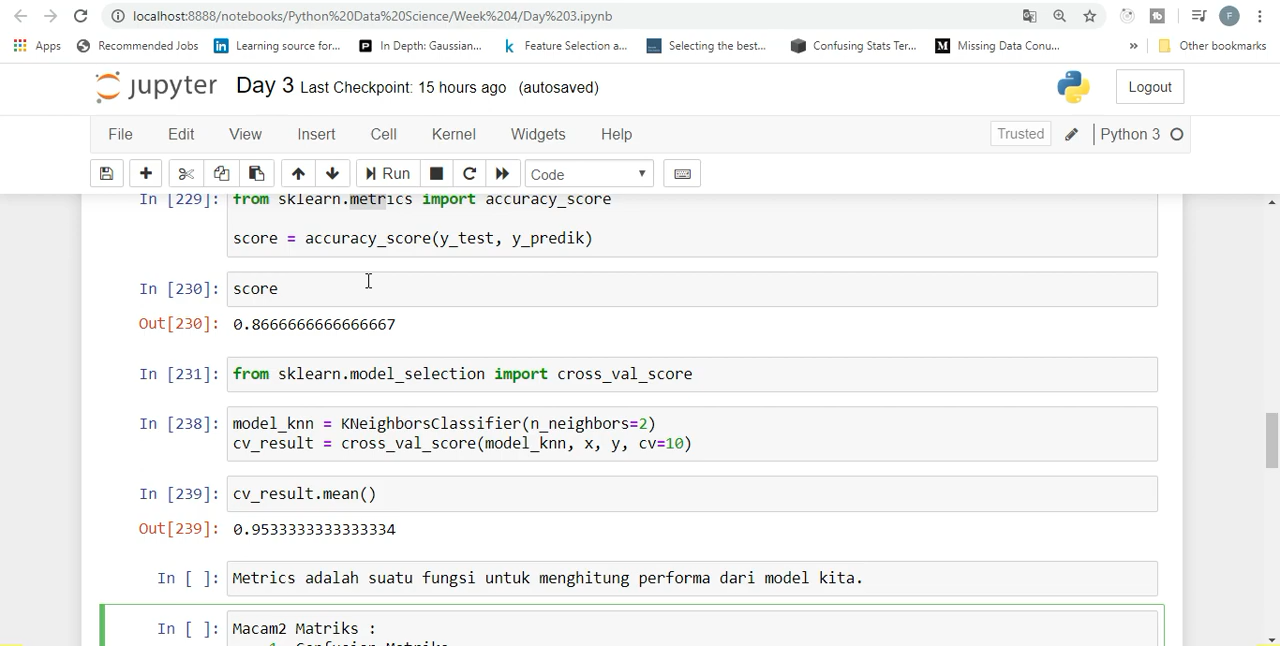 localhost:8888/notebooks/Python%20Data%20Science/Week%204/Day%203.ipynb
F
Apps Recommended Jobs Learning source for... In Depth: Gaussian... Feature Selection a... Selecting the best... Confusing Stats Ter... Missing Data Conu... » Other bookmarks
jupyter Day 3 Last Checkpoint: 15 hours ago (autosaved) Logout
File Edit View Insert Cell Kernel Widgets Help Trusted Python 3
Run Code
In [229]: from sklearn.metrics import accuracy_score
score = accuracy_score(y_test, y_predik)
In [230]: score
Out[230]: 0.8666666666666667
In [231]: from sklearn.model_selection import cross_val_score
In [238]: model_knn = KNeighborsClassifier(n_neighbors=2)
cv_result = cross_val_score(model_knn, x, y, cv=10)
In [239]: cv_result.mean()
Out[239]: 0.9533333333333334
In [ ]: Metrics adalah suatu fungsi untuk menghitung performa dari model kita.
In [ ]: Macam2 Matriks :
1. Confusion Matriks